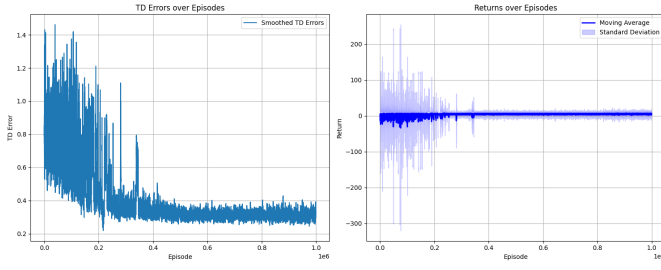 TD Errors over Episodes
Smoothed TD Errors
1.4
1.2
1.0
0.8
0.6
0.4
0.2
TD Error
0.0 0.2 0.4 0.6 0.8 1.0
1e6
Episode
Returns over Episodes
Moving Average
Standard Deviation
200
100
0
−100
−200
−300
Return
0.0 0.2 0.4 0.6 0.8 1.0
1e6
Episode